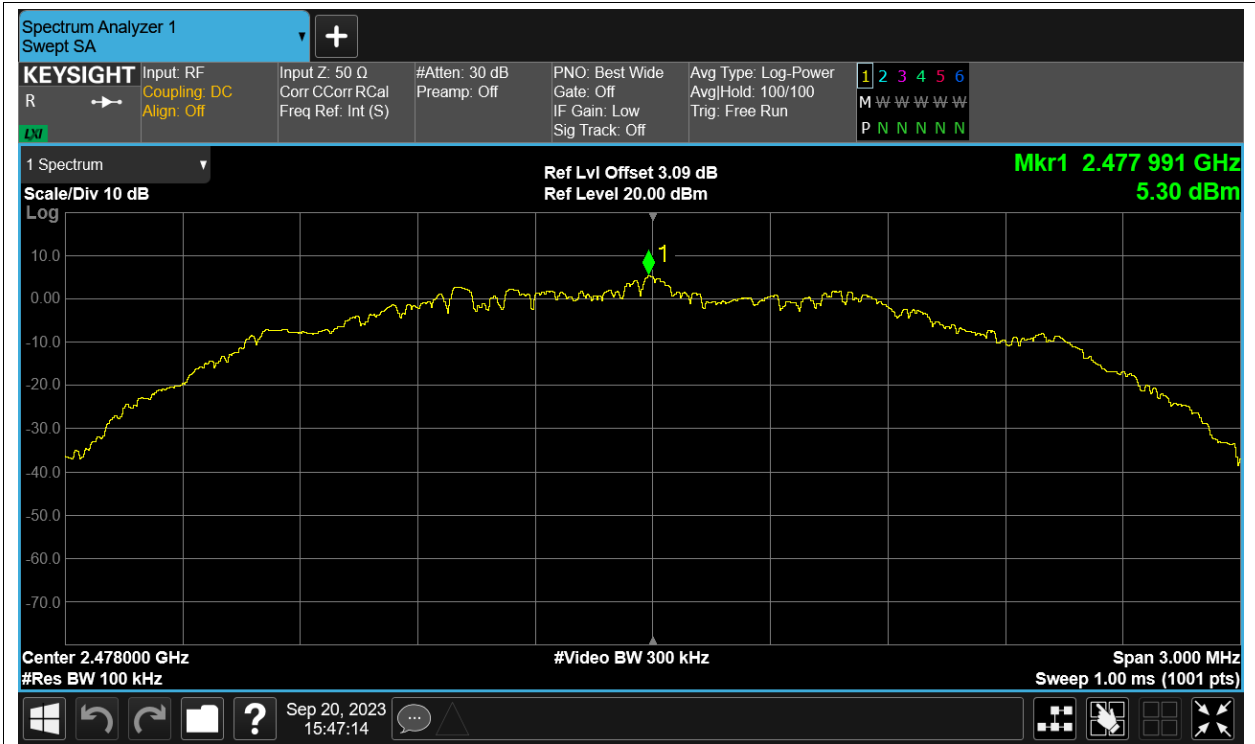 Spectrum Analyzer 1
Swept SA
KEYSIGHT
R
LXI
Input: RF
Coupling: DC
Align: Off
Input Z: 50 Ω
Corr CCorr RCal
Freq Ref: Int (S)
#Atten: 30 dB
Preamp: Off
PNO: Best Wide
Gate: Off
IF Gain: Low
Sig Track: Off
Avg Type: Log-Power
Avg|Hold: 100/100
Trig: Free Run
1 2 3 4 5 6
M W W W W W
P N N N N N
1 Spectrum
Scale/Div 10 dB
Log
Ref Lvl Offset 3.09 dB
Ref Level 20.00 dBm
Mkr1 2.477 991 GHz
5.30 dBm
1
10.0
0.00
-10.0
-20.0
-30.0
-40.0
-50.0
-60.0
-70.0
Center 2.478000 GHz
#Res BW 100 kHz
#Video BW 300 kHz
Span 3.000 MHz
Sweep 1.00 ms (1001 pts)
?
Sep 20, 2023
15:47:14